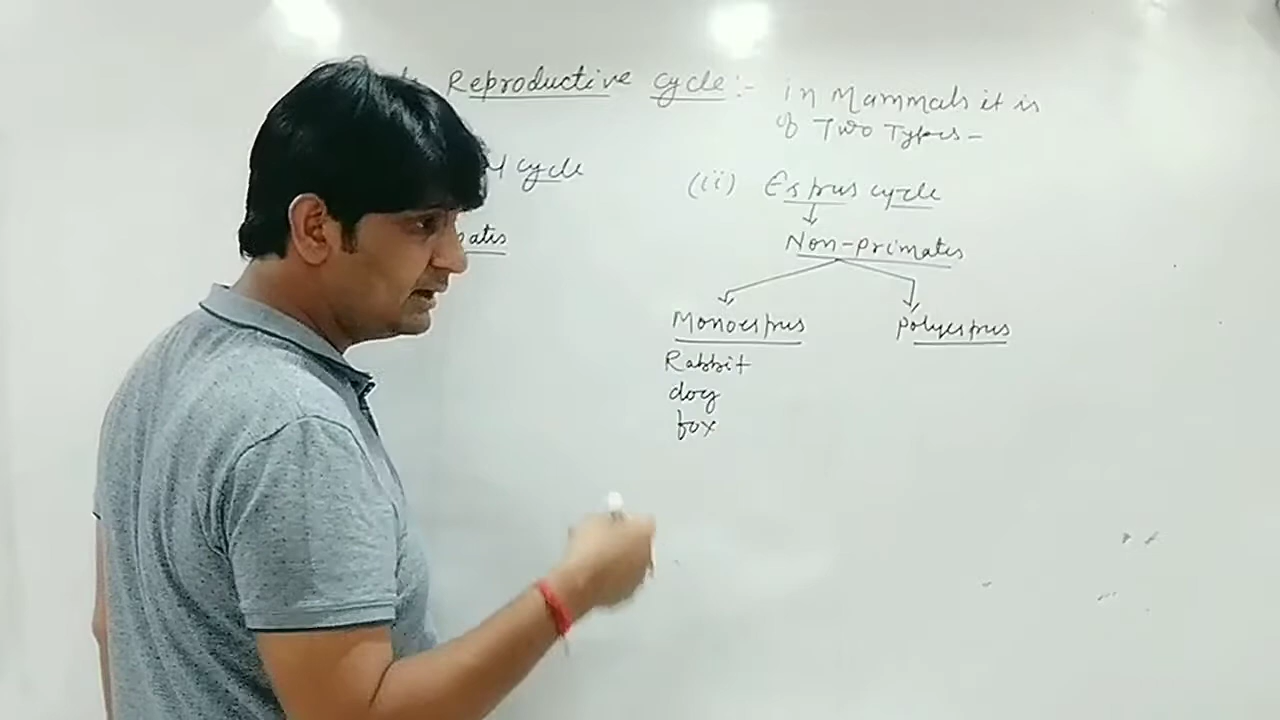 Reproductive cycle:- in Mammals it is
of Two Types-
cycle
(ii) Estrus cycle
Non-primates
Monoestrus
Polyestrus
Rabbit
dog
fox